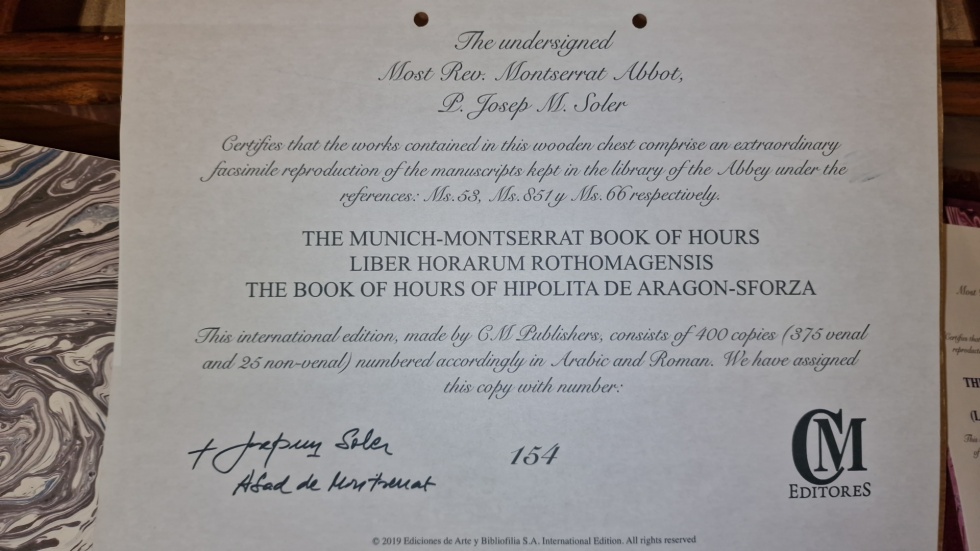 The undersigned
Most Rev. Montserrat Abbot,
P. Josep M. Soler
Certifies that the works contained in this wooden chest comprise an extraordinary
facsimile reproduction of the manuscripts kept in the library of the Abbey under the
references: Ms. 53, Ms. 851 y Ms. 66 respectively.
THE MUNICH-MONTSERRAT BOOK OF HOURS
LIBER HORARUM ROTHOMAGENSIS
THE BOOK OF HOURS OF HIPOLITA DE ARAGON-SFORZA
This international edition, made by CM Publishers, consists of 400 copies (375 venal
and 25 non-venal) numbered accordingly in Arabic and Roman. We have assigned
this copy with number:
+ Josep M Soler
Abad de Montserrat
154
CM
EDITORES
© 2019 Ediciones de Arte y Bibliofilia S.A. International Edition. All rights reserved